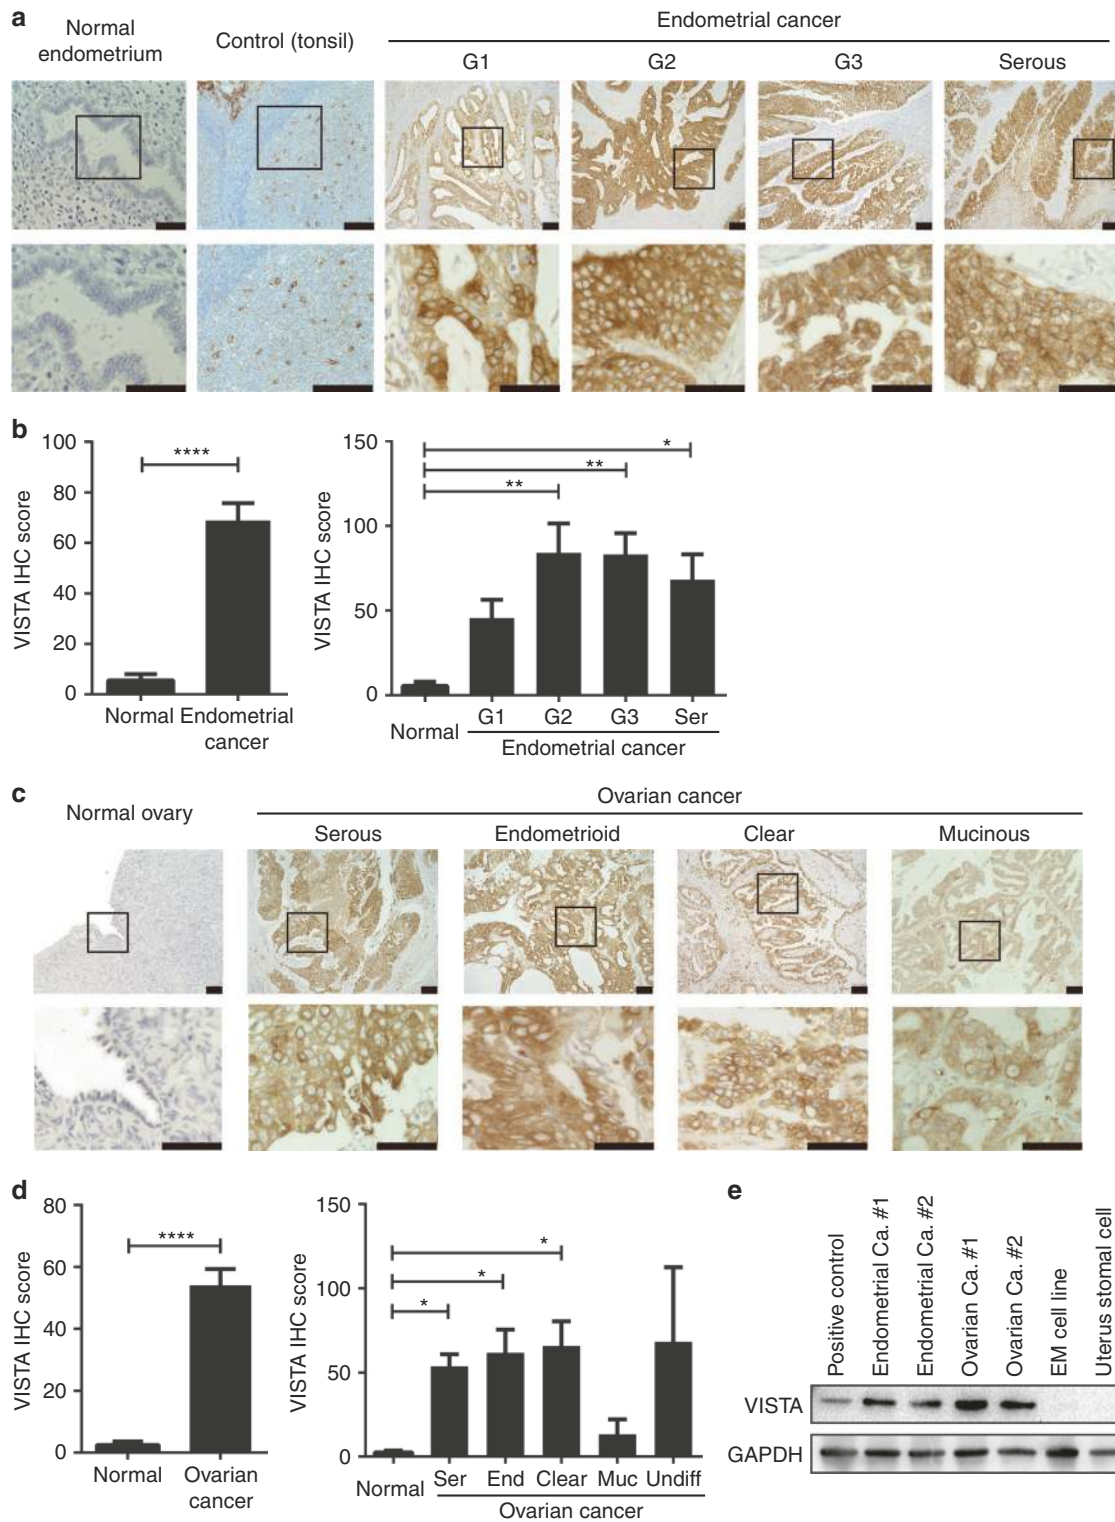 a
Normal endometrium
Control (tonsil)
Endometrial cancer
G1
G2
G3
Serous
b
VISTA IHC score
100
80
60
40
20
0
****
Normal
Endometrial cancer
VISTA IHC score
150
100
50
0
*
**
**
Normal
G1
G2
G3
Ser
Endometrial cancer
c
Normal ovary
Ovarian cancer
Serous
Endometrioid
Clear
Mucinous
d
VISTA IHC score
80
60
40
20
0
****
Normal
Ovarian cancer
VISTA IHC score
150
100
50
0
*
*
*
Normal
Ser
End
Clear
Muc
Undiff
Ovarian cancer
e
Positive control
Endometrial Ca. #1
Endometrial Ca. #2
Ovarian Ca. #1
Ovarian Ca. #2
EM cell line
Uterus stomal cell
VISTA
GAPDH